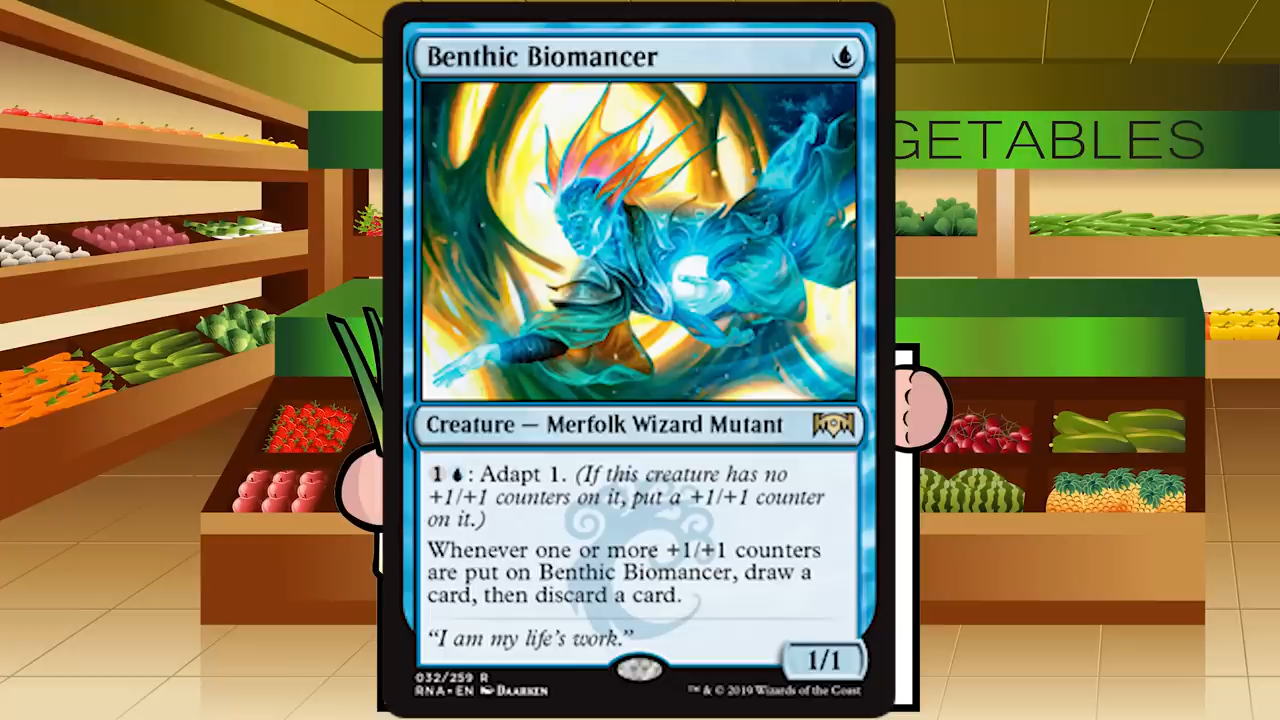 Benthic Biomancer
GETABLES
Creature — Merfolk Wizard Mutant
1 : Adapt 1. (If this creature has no
+1/+1 counters on it, put a +1/+1 counter
on it.)
Whenever one or more +1/+1 counters
are put on Benthic Biomancer, draw a
card, then discard a card.
“I am my life’s work.”
1/1
032/259 R
RNA • EN Daarken
™ & © 2019 Wizards of the Coast